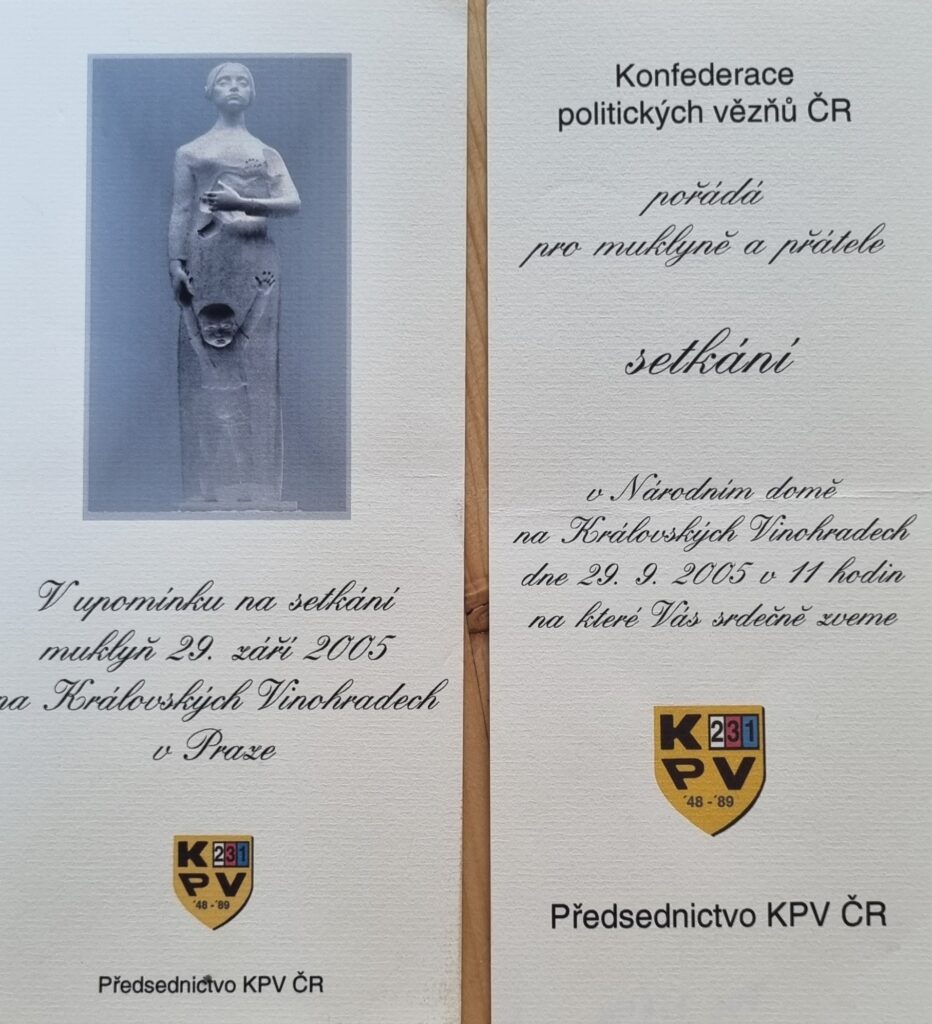 V upomínku na setkání
muklyň 29. září 2005
na Královských Vinohradech
v Praze
K 231
PV
´48 - ´89
Předsednictvo KPV ČR
Konfederace
politických vězňů ČR
pořádá
pro muklyně a přátele
setkání
v Národním domě
na Královských Vinohradech
dne 29. 9. 2005 v 11 hodin
na které Vás srdečně zveme
K 231
PV
´48 - ´89
Předsednictvo KPV ČR